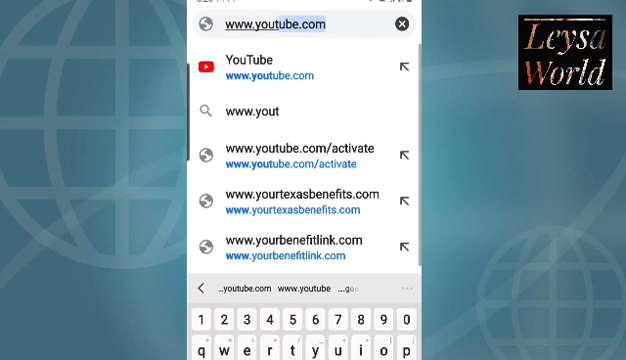 www.youtube.com
Leysa
World
YouTube
www.youtube.com
www.yout
www.youtube.com/activate
www.youtube.com/activate
www.yourtexasbenefits.com
www.yourtexasbenefits.com
www.yourbenefitlink.com
www.yourbenefitlink.com
...youtube.com www.youtube
1 2 3 4 5 6 7 8 9 0
q w e r t y u i o p